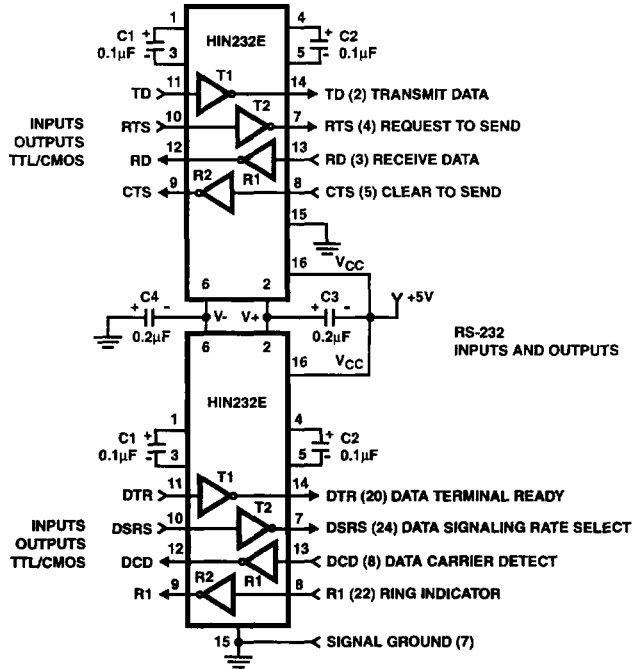 1
4
C1 +
0.1µF -
3
HIN232E
+ C2
- 0.1µF
5
TD
11
T1
14
TD (2) TRANSMIT DATA
INPUTS
OUTPUTS
TTL/CMOS
RTS
10
T2
7
RTS (4) REQUEST TO SEND
RD
12
R1
13
RD (3) RECEIVE DATA
CTS
9
R2
8
CTS (5) CLEAR TO SEND
15
16
VCC
6
2
C4
+ -
0.2µF
V-
V+
C3
+ -
0.2µF
+5V
RS-232
INPUTS AND OUTPUTS
6
2
16
VCC
HIN232E
1
4
C1 +
0.1µF -
3
+ C2
- 0.1µF
5
DTR
11
T1
14
DTR (20) DATA TERMINAL READY
INPUTS
OUTPUTS
TTL/CMOS
DSRS
10
T2
7
DSRS (24) DATA SIGNALING RATE SELECT
DCD
12
R1
13
DCD (8) DATA CARRIER DETECT
R1
9
R2
8
R1 (22) RING INDICATOR
15
SIGNAL GROUND (7)